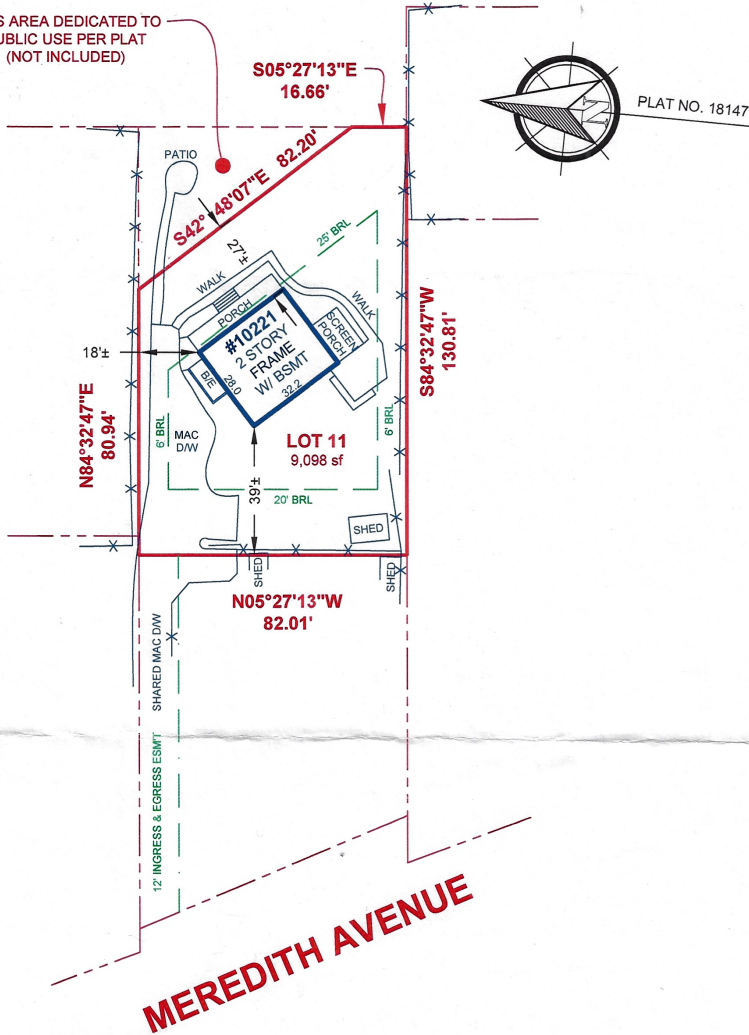 S AREA DEDICATED TO
UBLIC USE PER PLAT
(NOT INCLUDED)
S05°27'13"E
16.66'
N
PLAT NO. 18147
PATIO
S42°48'07"E 82.20'
27'±
25' BRL
WALK
WALK
PORCH
SCREEN
PORCH
#10221
2 STORY
FRAME
W/ BSMT
B/E
28.0
32.2
18'±
N84°32'47"E
80.94'
S84°32'47"W
130.81'
6' BRL
MAC
D/W
LOT 11
9,098 sf
6' BRL
39'±
20' BRL
SHED
SHED
SHED
N05°27'13"W
82.01'
SHARED MAC D/W
12' INGRESS & EGRESS ESM'T
MEREDITH AVENUE